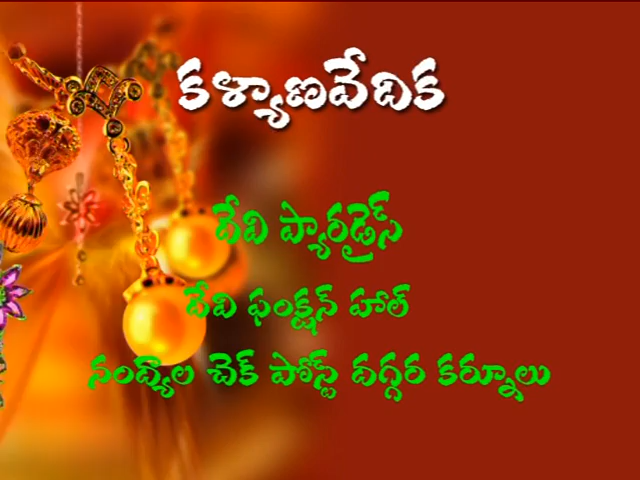 కళ్యాణవేదిక
దేవి ప్యారడైస్
దేవి ఫంక్షన్ హాల్
నంద్యాల చెక్ పోస్ట్ దగ్గర కర్నూలు